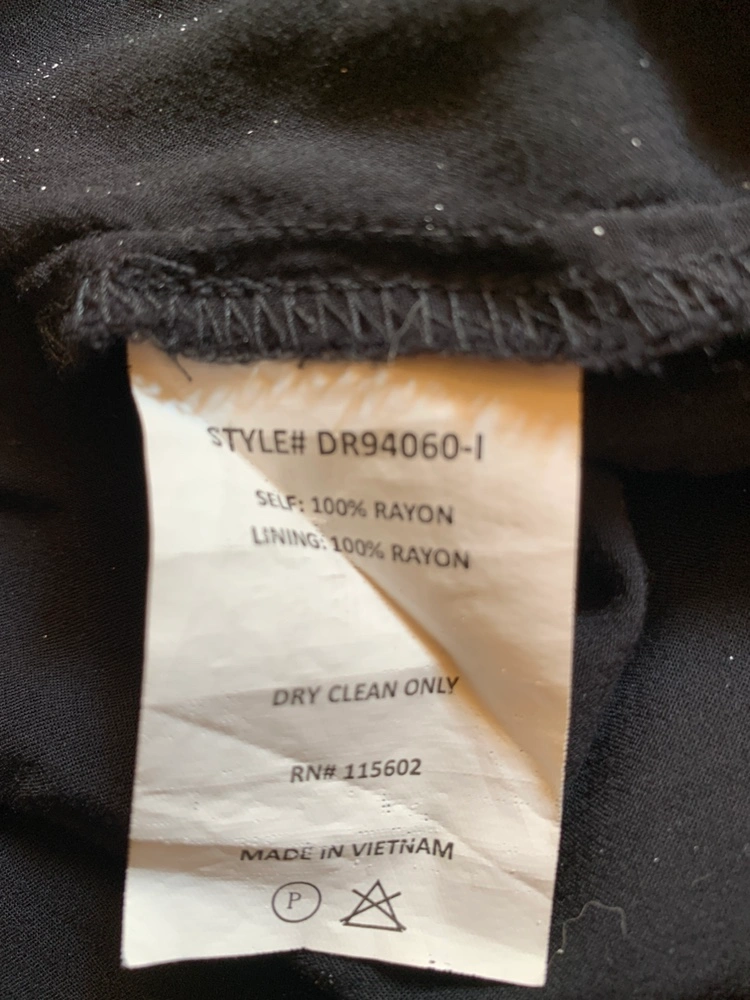 STYLE# DR94060-I
SELF: 100% RAYON
LINING: 100% RAYON
DRY CLEAN ONLY
RN# 115602
MADE IN VIETNAM
P